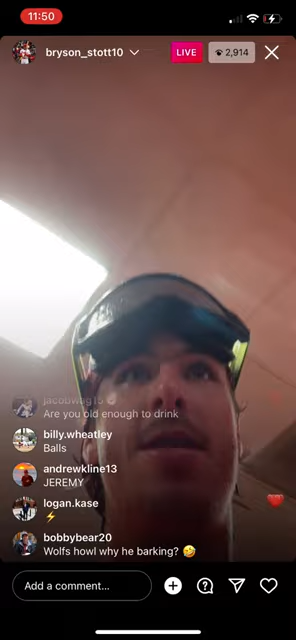 11:50
bryson_stott10
LIVE
2,914
jacobwag15
Are you old enough to drink
billy.wheatley
Balls
andrewkline13
JEREMY
logan.kase
⚡
bobbybear20
Wolfs howl why he barking? 🤣
Add a comment...